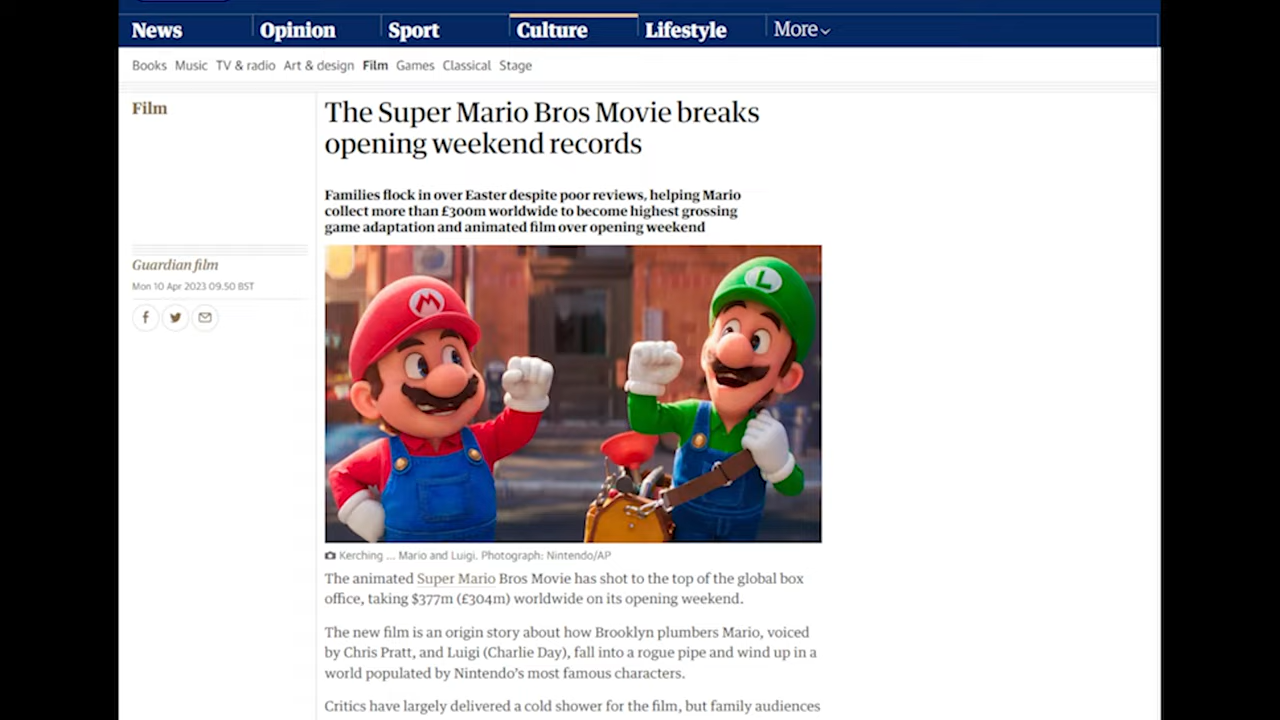 News
Opinion
Sport
Culture
Lifestyle
More
Books Music TV & radio Art & design Film Games Classical Stage
Film
The Super Mario Bros Movie breaks
opening weekend records
Families flock in over Easter despite poor reviews, helping Mario
collect more than £300m worldwide to become highest grossing
game adaptation and animated film over opening weekend
Guardian film
Mon 10 Apr 2023 09.50 BST
M
L
Kerching ... Mario and Luigi. Photograph: Nintendo/AP
The animated Super Mario Bros Movie has shot to the top of the global box
office, taking $377m (£304m) worldwide on its opening weekend.
The new film is an origin story about how Brooklyn plumbers Mario, voiced
by Chris Pratt, and Luigi (Charlie Day), fall into a rogue pipe and wind up in a
world populated by Nintendo's most famous characters.
Critics have largely delivered a cold shower for the film, but family audiences